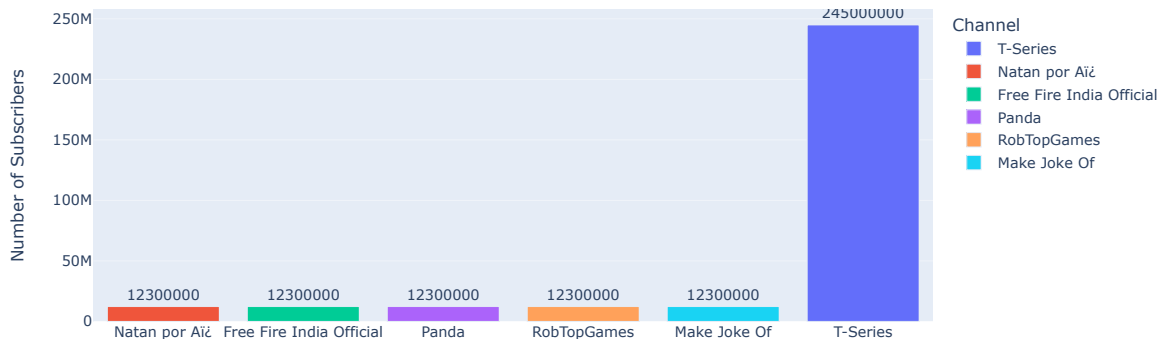 245000000
250M
200M
150M
100M
50M
0
Number of Subscribers
12300000
12300000
12300000
12300000
12300000
Natan por Aï¿
Free Fire India Official
Panda
RobTopGames
Make Joke Of
T-Series
Channel
T-Series
Natan por Aï¿
Free Fire India Official
Panda
RobTopGames
Make Joke Of